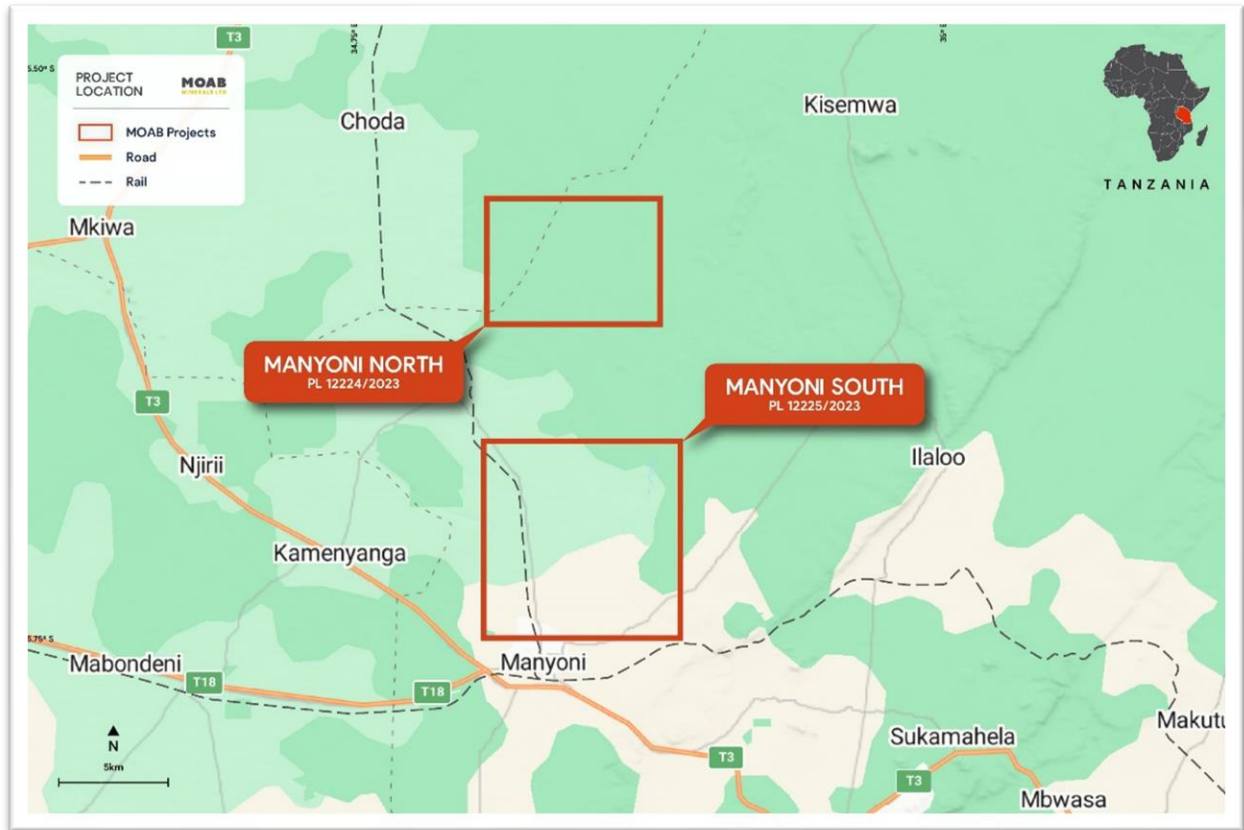 T3
34.75° E
35° E
5.50° S
PROJECT
LOCATION
MOAB
MINERALS LTD
MOAB Projects
Road
Rail
Choda
Kisemwa
TANZANIA
Mkiwa
MANYONI NORTH
PL 12224/2023
MANYONI SOUTH
PL 12225/2023
T3
Njirii
Ilaloo
Kamenyanga
5.75° S
Mabondeni
Manyoni
T18
T18
N
5km
Makutu
Sukamahela
T3
T3
Mbwasa